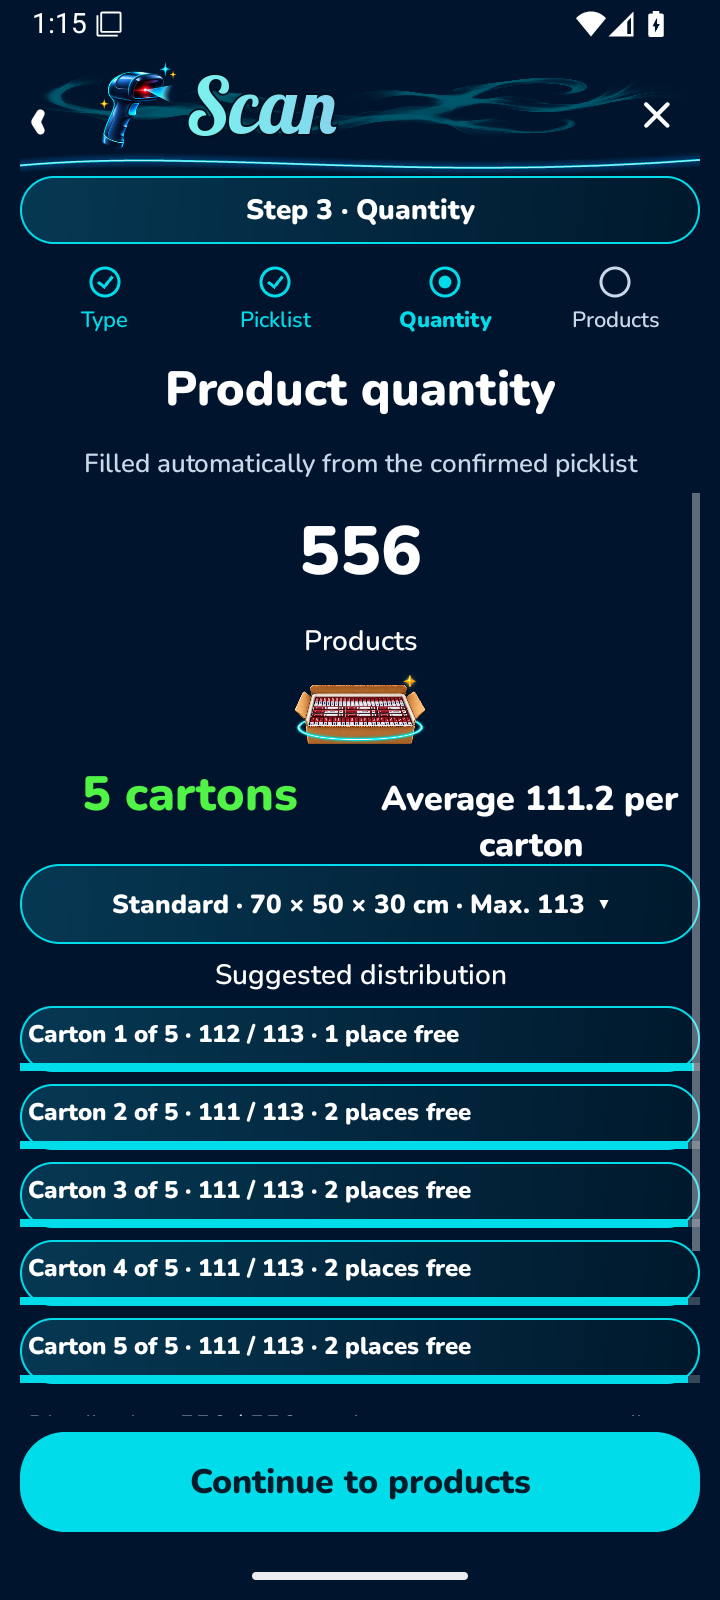 1:15
Scan
Step 3 · Quantity
Type
Picklist
Quantity
Products
Product quantity
Filled automatically from the confirmed picklist
556
Products
5 cartons
Average 111.2 per
carton
Standard · 70 × 50 × 30 cm · Max. 113 ▾
Suggested distribution
Carton 1 of 5 · 112 / 113 · 1 place free
Carton 2 of 5 · 111 / 113 · 2 places free
Carton 3 of 5 · 111 / 113 · 2 places free
Carton 4 of 5 · 111 / 113 · 2 places free
Carton 5 of 5 · 111 / 113 · 2 places free
Continue to products